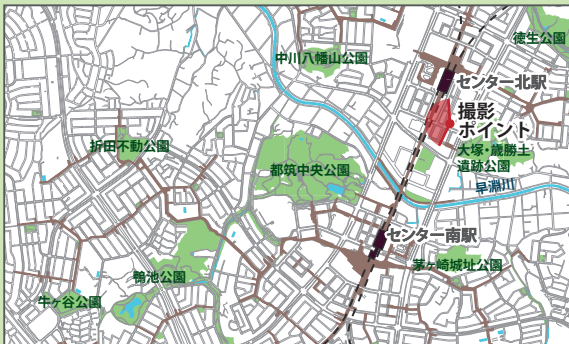 徳生公園
中川八幡山公園
センター北駅
撮影
ポイント
折田不動公園
大塚・歳勝土
遺跡公園
都筑中央公園
早淵川
センター南駅
茅ヶ崎城址公園
鴨池公園
牛ヶ谷公園